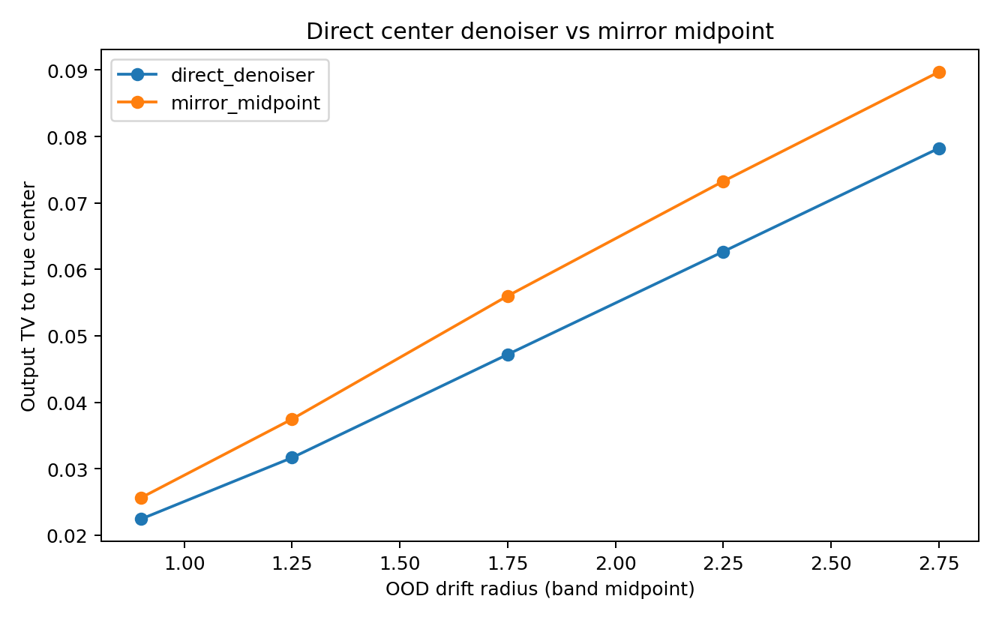 Direct center denoiser vs mirror midpoint
direct_denoiser
mirror_midpoint
Output TV to true center
0.09
0.08
0.07
0.06
0.05
0.04
0.03
0.02
1.00 1.25 1.50 1.75 2.00 2.25 2.50 2.75
OOD drift radius (band midpoint)